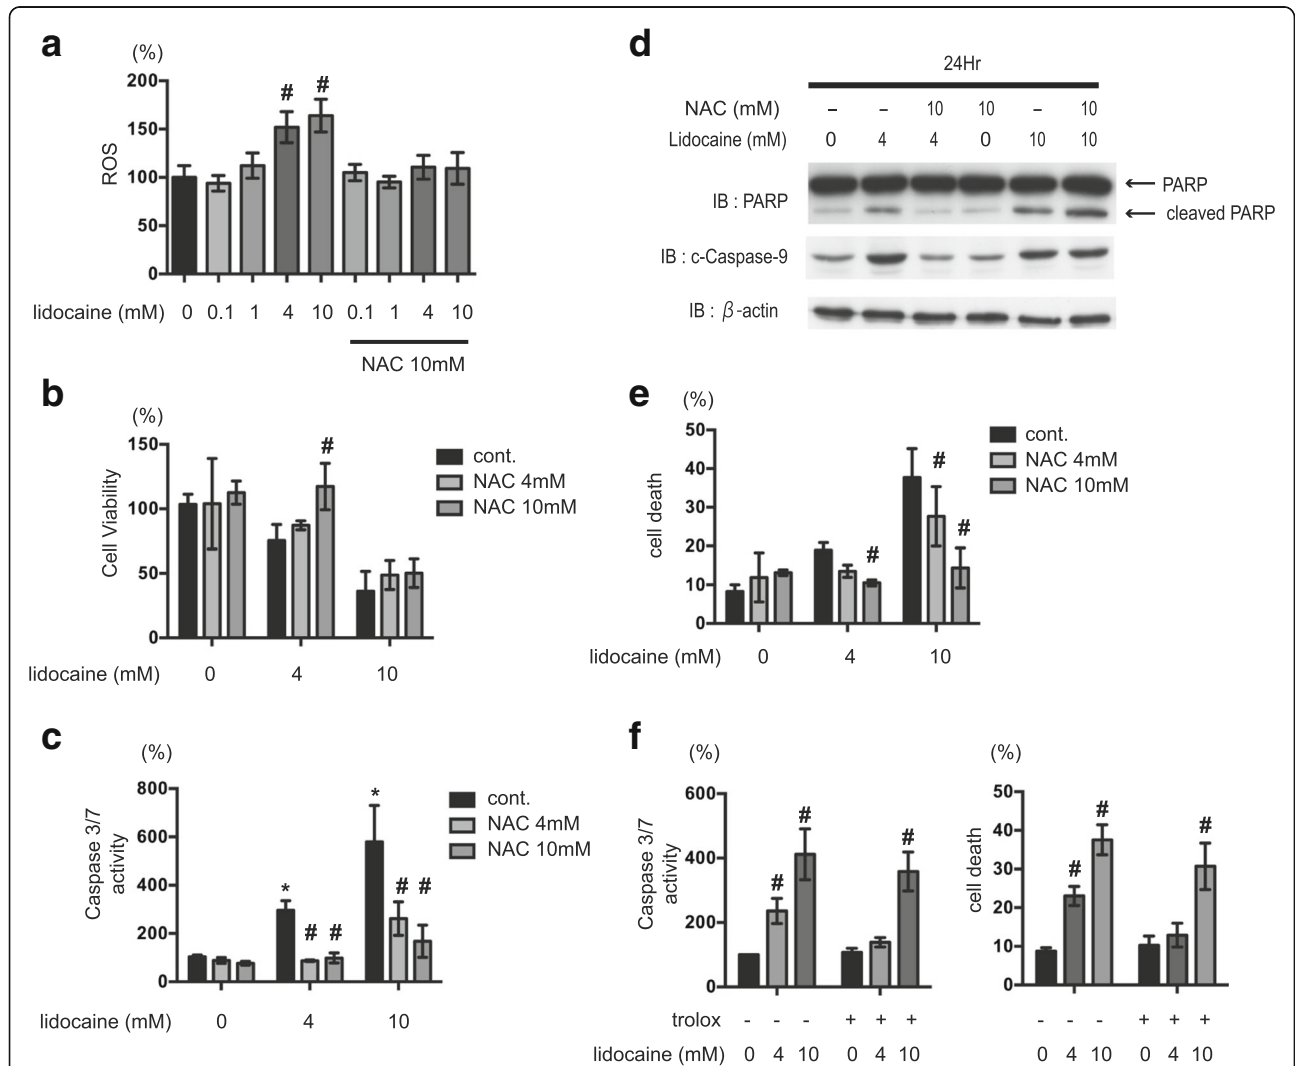 a
(%)
200
150
100
50
0
ROS
# #
lidocaine (mM) 0 0.1 1 4 10 0.1 1 4 10
NAC 10mM
b
(%)
150
100
50
0
Cell Viability
#
cont.
NAC 4mM
NAC 10mM
lidocaine (mM) 0 4 10
c
(%)
800
600
400
200
0
Caspase 3/7
activity
* # # * # #
cont.
NAC 4mM
NAC 10mM
lidocaine (mM) 0 4 10
d
24Hr
NAC (mM) – – 10 10 – 10
Lidocaine (mM) 0 4 4 0 10 10
IB : PARP
← PARP
← cleaved PARP
IB : c-Caspase-9
IB : β-actin
e
(%)
50
40
30
20
10
0
cell death
# # #
cont.
NAC 4mM
NAC 10mM
lidocaine (mM) 0 4 10
f
(%)
600
400
200
0
Caspase 3/7
activity
# # #
trolox - - - + + +
lidocaine (mM) 0 4 10 0 4 10
(%)
50
40
30
20
10
0
cell death
# # #
- - - + + +
0 4 10 0 4 10